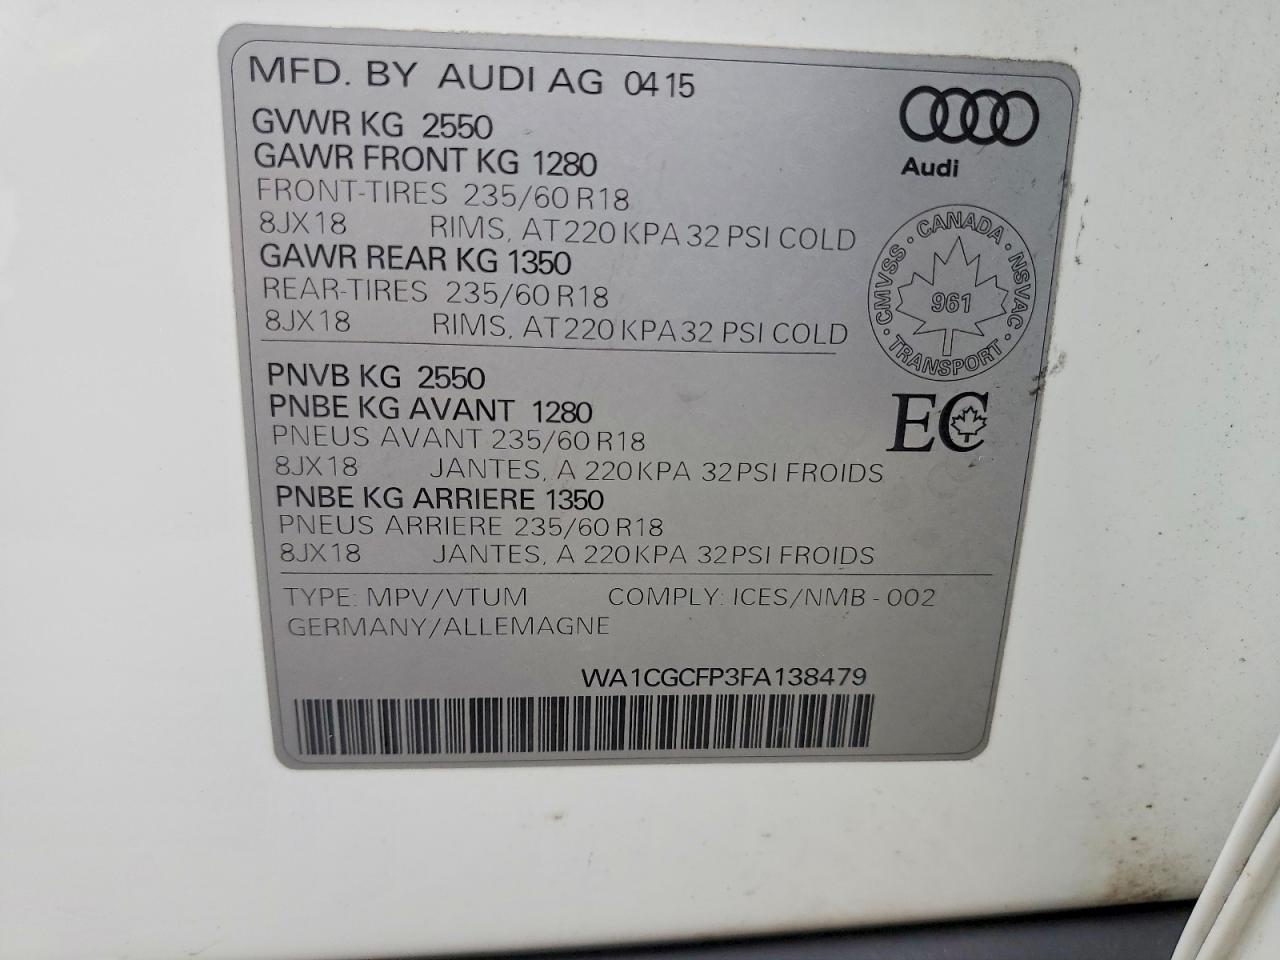 MFD. BY AUDI AG 0415
GVWR KG 2550
GAWR FRONT KG 1280
FRONT-TIRES 235/60 R18
8JX18 RIMS, AT 220 KPA 32 PSI COLD
GAWR REAR KG 1350
REAR-TIRES 235/60 R18
8JX18 RIMS, AT 220 KPA 32 PSI COLD
Audi
CMVSS · CANADA · NSVAC · TRANSPORT ·
961
PNVB KG 2550
PNBE KG AVANT 1280
PNEUS AVANT 235/60 R18
8JX18 JANTES, A 220 KPA 32 PSI FROIDS
PNBE KG ARRIERE 1350
PNEUS ARRIERE 235/60 R18
8JX18 JANTES, A 220 KPA 32 PSI FROIDS
EC
TYPE: MPV/VTUM COMPLY: ICES/NMB - 002
GERMANY/ALLEMAGNE
WA1CGCFP3FA138479